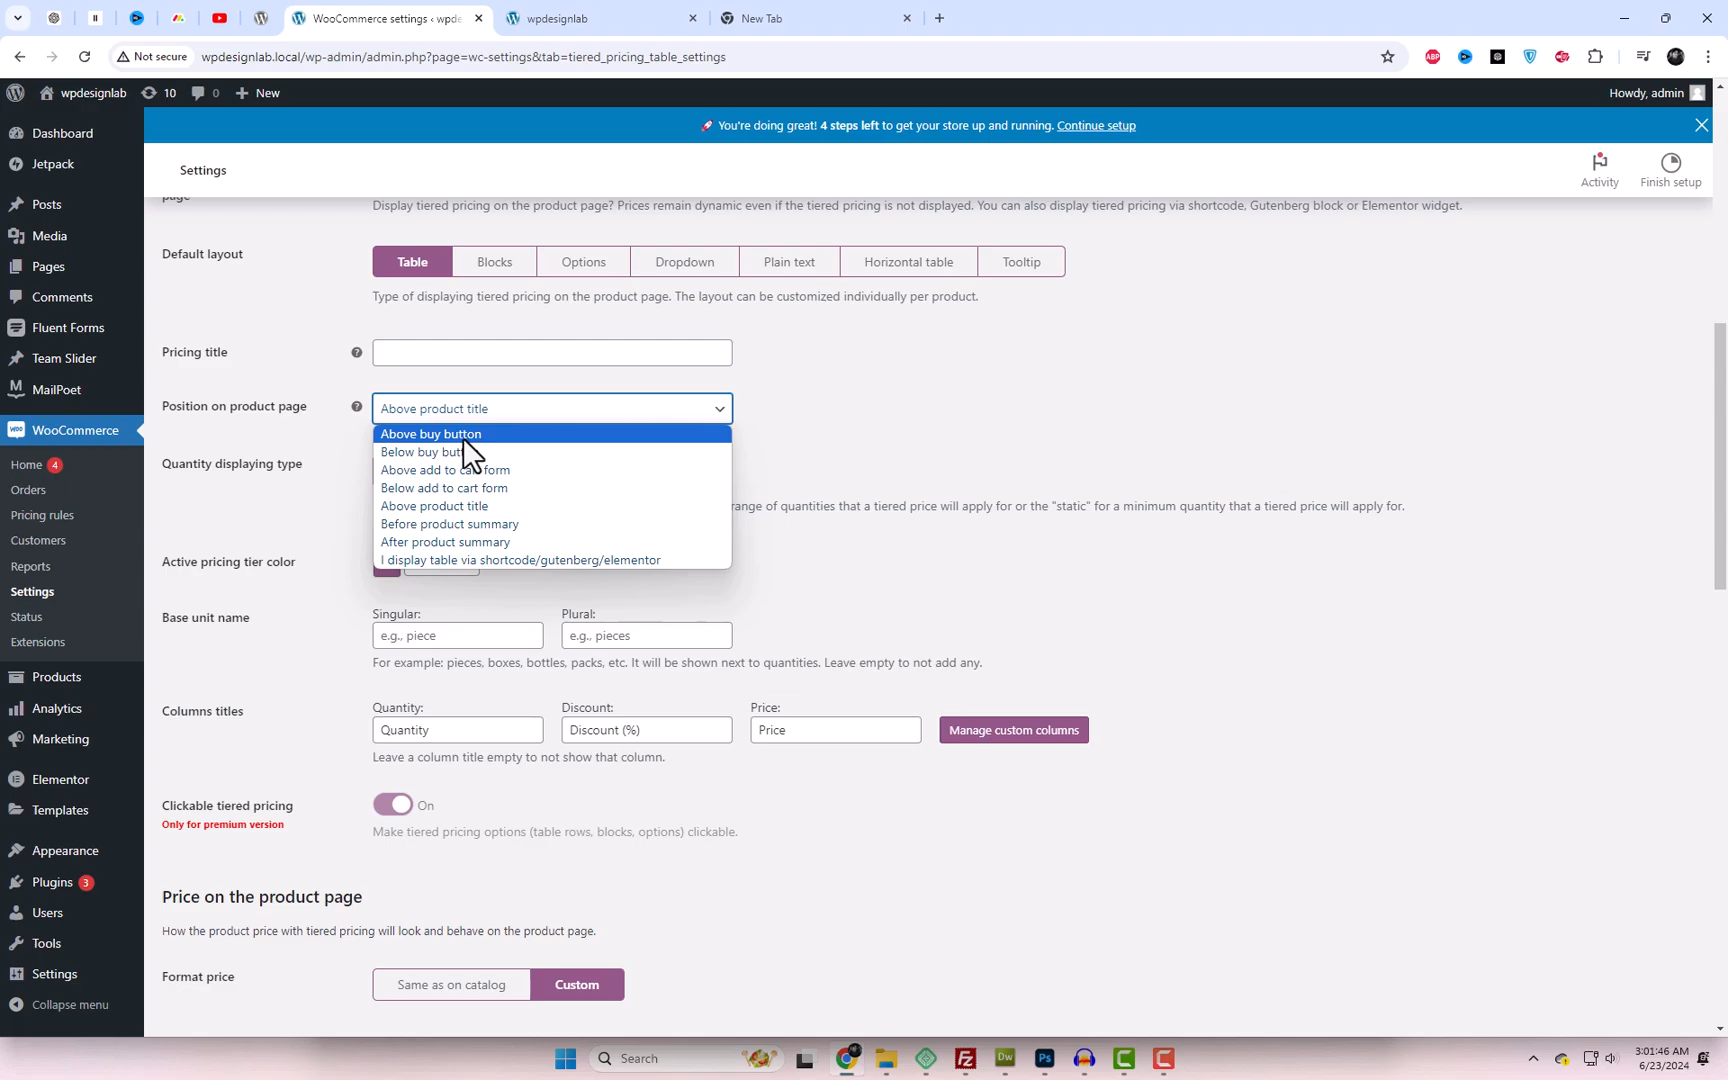 WooCommerce settings ‹ wpde
wpdesignlab
New Tab
Not secure
wpdesignlab.local/wp-admin/admin.php?page=wc-settings&tab=tiered_pricing_table_settings
ABP
wpdesignlab
10
0
New
Howdy, admin
🚀 You're doing great! 4 steps left to get your store up and running. Continue setup
Dashboard
Jetpack
Posts
Media
Pages
Comments
Fluent Forms
Team Slider
MailPoet
WooCommerce
Home 4
Orders
Pricing rules
Customers
Reports
Settings
Status
Extensions
Products
Analytics
Marketing
Elementor
Templates
Appearance
Plugins 3
Users
Tools
Settings
Collapse menu
Settings
Activity
Finish setup
page
Display tiered pricing on the product page? Prices remain dynamic even if the tiered pricing is not displayed. You can also display tiered pricing via shortcode, Gutenberg block or Elementor widget.
Default layout
Table Blocks Options Dropdown Plain text Horizontal table Tooltip
Type of displaying tiered pricing on the product page. The layout can be customized individually per product.
Pricing title
Position on product page
Above product title
Above buy button
Below buy butt
Above add to cart form
Below add to cart form
Above product title
Before product summary
After product summary
I display table via shortcode/gutenberg/elementor
Quantity displaying type
range of quantities that a tiered price will apply for or the "static" for a minimum quantity that a tiered price will apply for.
Active pricing tier color
Base unit name
Singular: Plural:
e.g., piece e.g., pieces
For example: pieces, boxes, bottles, packs, etc. It will be shown next to quantities. Leave empty to not add any.
Columns titles
Quantity: Discount: Price:
Quantity Discount (%) Price Manage custom columns
Leave a column title empty to not show that column.
Clickable tiered pricing
Only for premium version
On
Make tiered pricing options (table rows, blocks, options) clickable.
Price on the product page
How the product price with tiered pricing will look and behave on the product page.
Format price
Same as on catalog Custom
Search
Fz
Dw
Ps
C
C
3:01:46 AM
6/23/2024